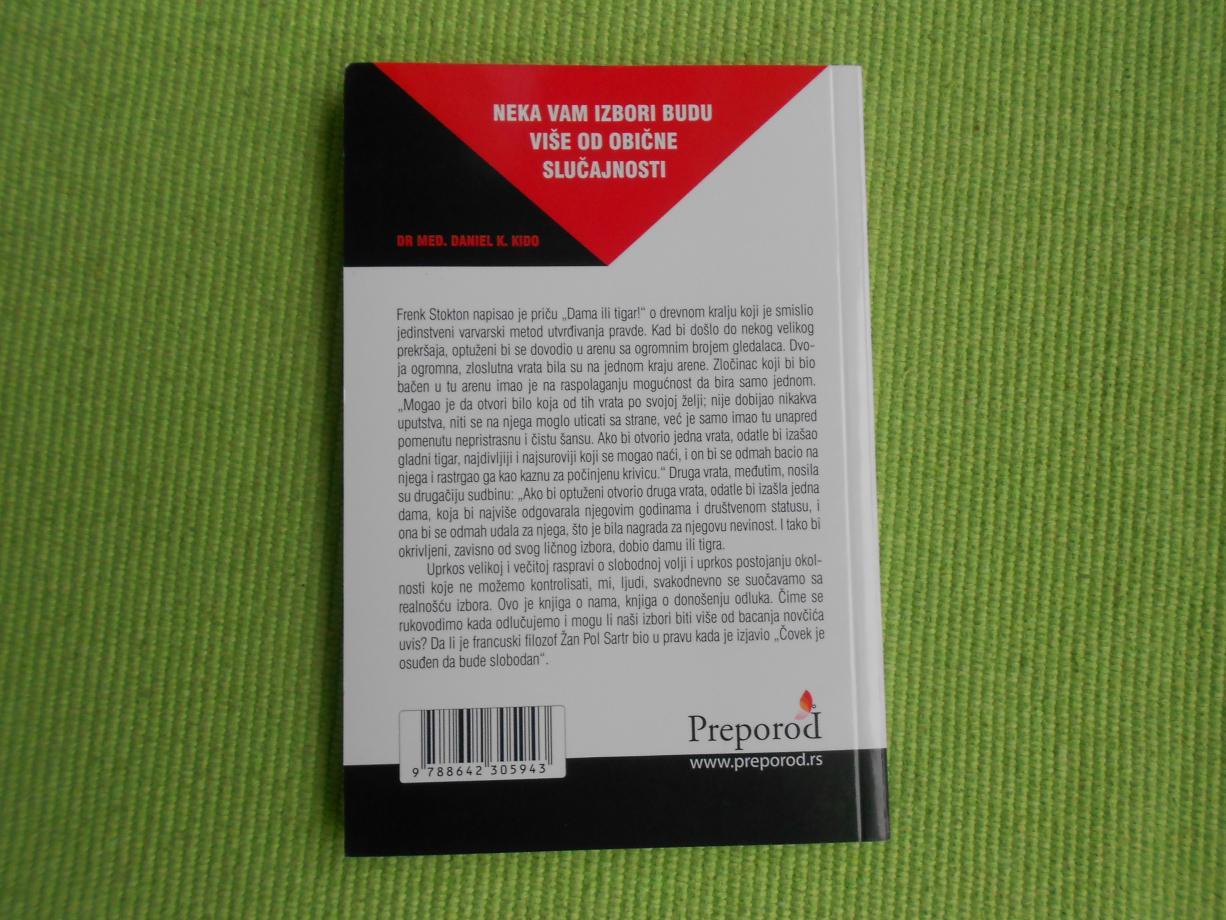 NEKA VAM IZBORI BUDU
VIŠE OD OBIČNE
SLUČAJNOSTI
DR MED. DANIEL K. KIDO
Frenk Stokton napisao je priču „Dama ili tigar!“ o drevnom kralju koji je smislio
jedinstveni varvarski metod utvrđivanja pravde. Kad bi došlo do nekog velikog
prekršaja, optuženi bi se dovodio u arenu sa ogromnim brojem gledalaca. Dvo-
ja ogromna, zloslutna vrata bila su na jednom kraju arene. Zločinac koji bi bio
bačen u tu arenu imao je na raspolaganju mogućnost da bira samo jednom.
„Mogao je da otvori bilo koja od tih vrata po svojoj želji; nije dobijao nikakva
uputstva, niti se na njega moglo uticati sa strane, već je samo imao tu unapred
pomenutu nepristrasnu i čistu šansu. Ako bi otvorio jedna vrata, odatle bi izašao
gladni tigar, najdivljiji i najsuroviji koji se mogao naći, i on bi se odmah bacio na
njega i rastrgao ga kao kaznu za počinjenu krivicu.“ Druga vrata, međutim, nosila
su drugačiju sudbinu: „Ako bi optuženi otvorio druga vrata, odatle bi izašla jedna
dama, koja bi najviše odgovarala njegovim godinama i društvenom statusu, i
ona bi se odmah udala za njega, što je bila nagrada za njegovu nevinost. I tako bi
okrivljeni, zavisno od svog ličnog izbora, dobio damu ili tigra.
Uprkos velikoj i večitoj raspravi o slobodnoj volji i uprkos postojanju okol-
nosti koje ne možemo kontrolisati, mi, ljudi, svakodnevno se suočavamo sa
realnošću izbora. Ovo je knjiga o nama, knjiga o donošenju odluka. Čime se
rukovodimo kada odlučujemo i mogu li naši izbori biti više od bacanja novčića
uvis? Da li je francuski filozof Žan Pol Sartr bio u pravu kada je izjavio „Čovek je
osuđen da bude slobodan“.
Preporod
www.preporod.rs
9 788642 305943